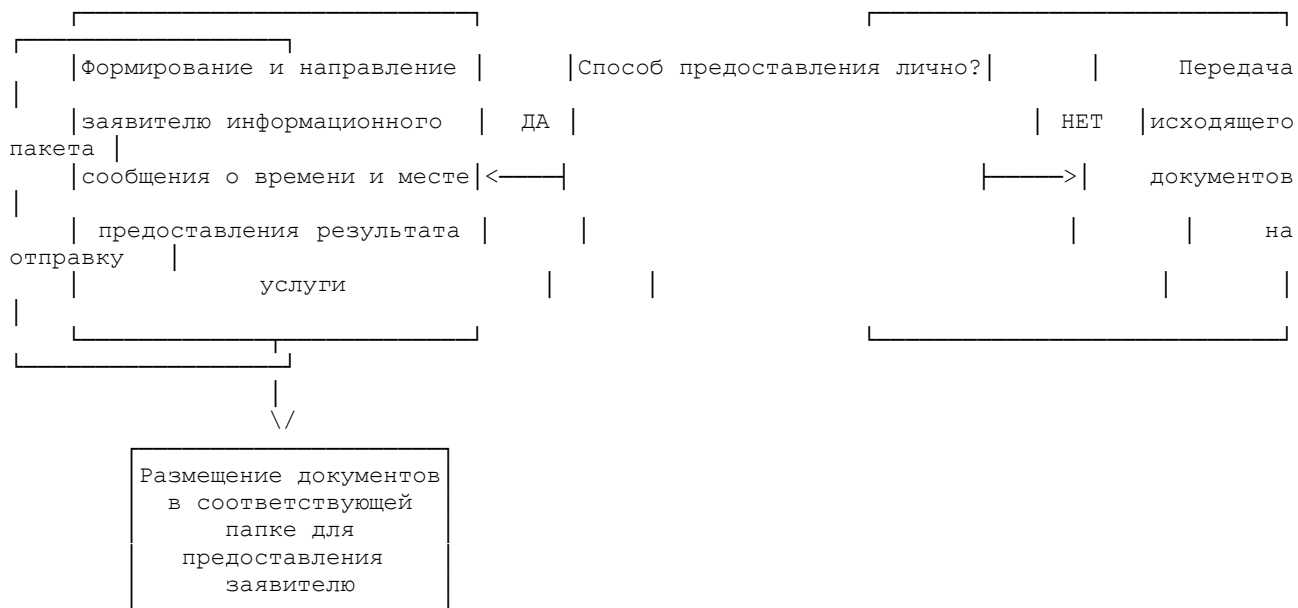 Формирование и направление Способ предоставления лично? Передача
заявителю информационного ДА НЕТ исходящего
пакета
сообщения о времени и месте <────┤ ├─────> документов
предоставления результата на
отправку
услуги
\/
Размещение документов
в соответствующей
папке для
предоставления
заявителю